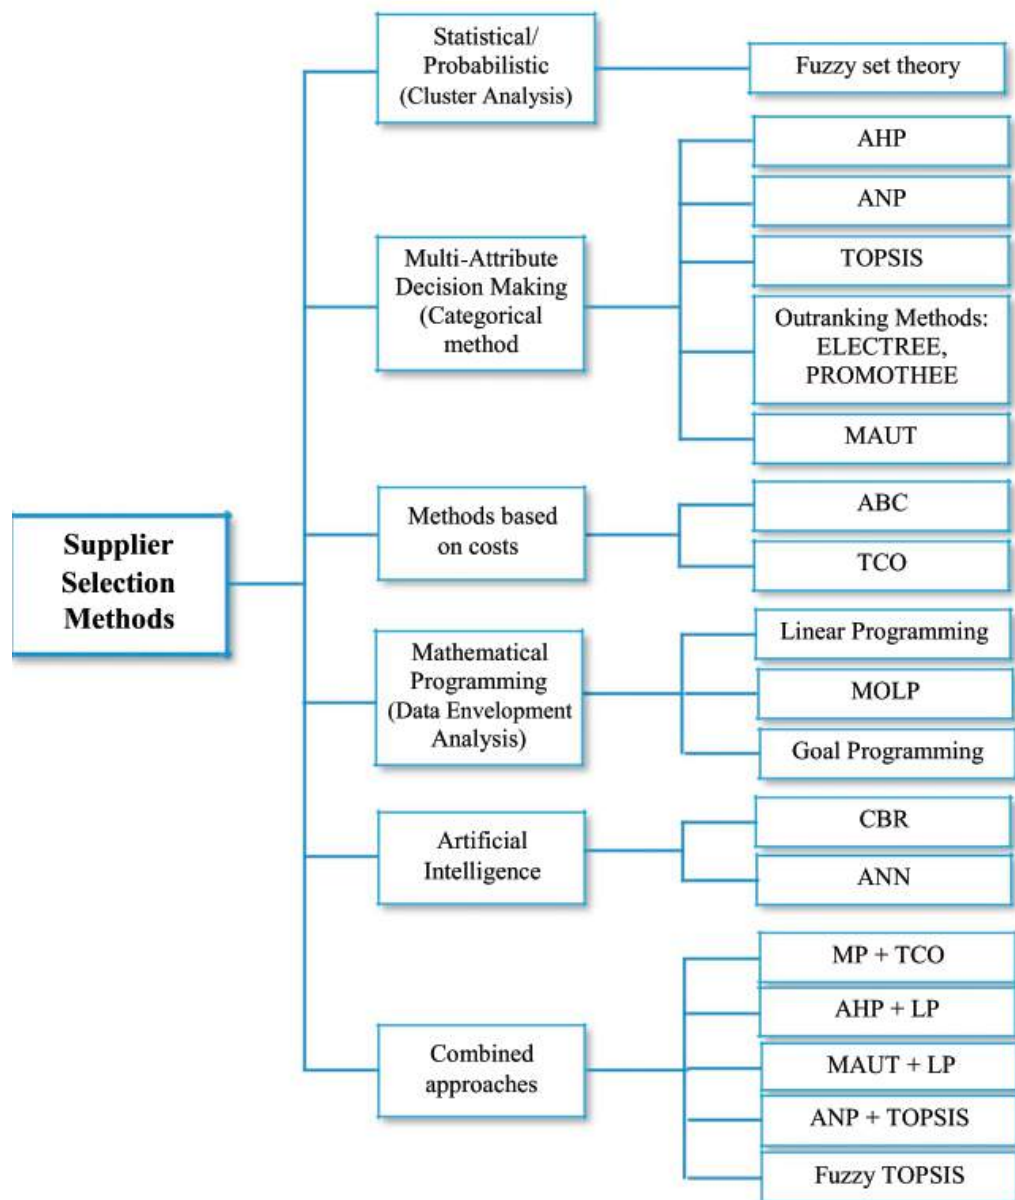 Statistical/
Probabilistic
(Cluster Analysis)
Fuzzy set theory
Multi-Attribute
Decision Making
(Categorical
method
AHP
ANP
TOPSIS
Outranking Methods:
ELECTREE,
PROMOTHEE
MAUT
Supplier
Selection
Methods
Methods based
on costs
ABC
TCO
Mathematical
Programming
(Data Envelopment
Analysis)
Linear Programming
MOLP
Goal Programming
Artificial
Intelligence
CBR
ANN
Combined
approaches
MP + TCO
AHP + LP
MAUT + LP
ANP + TOPSIS
Fuzzy TOPSIS